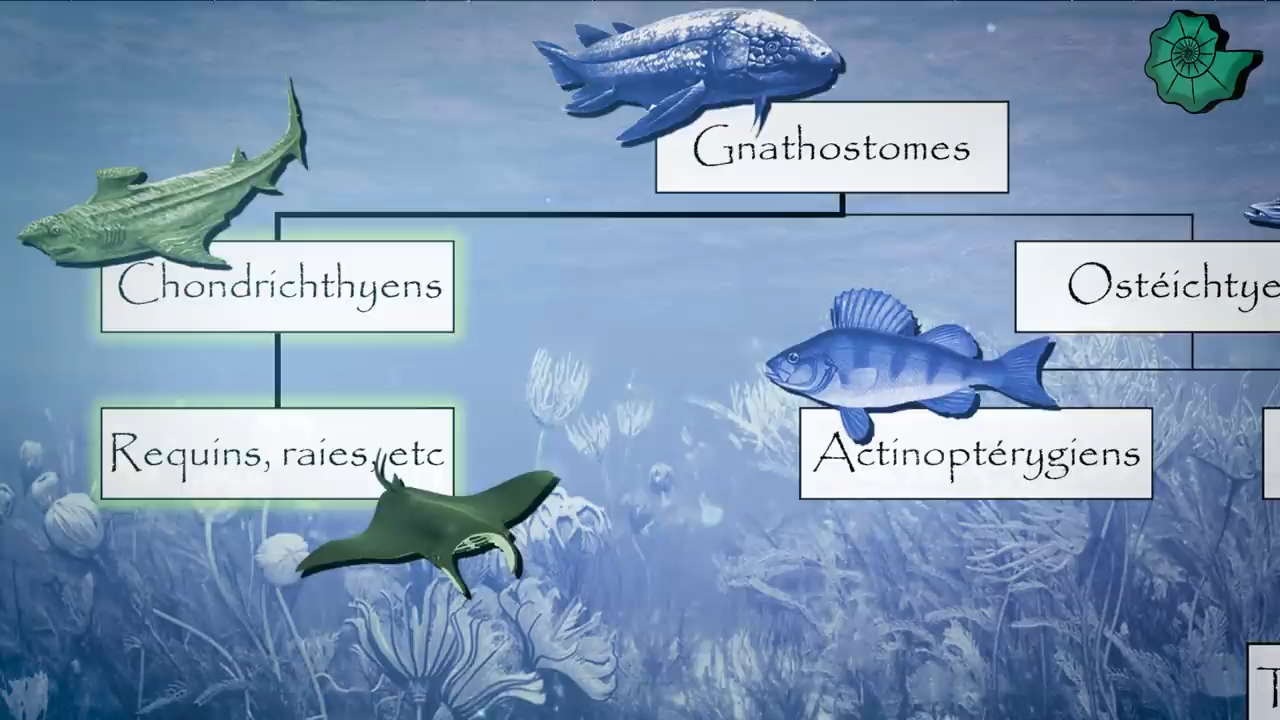 Gnathostomes
Chondrichthyens
Ostéichtye
Requins, raies, etc
Actinoptérygiens
T